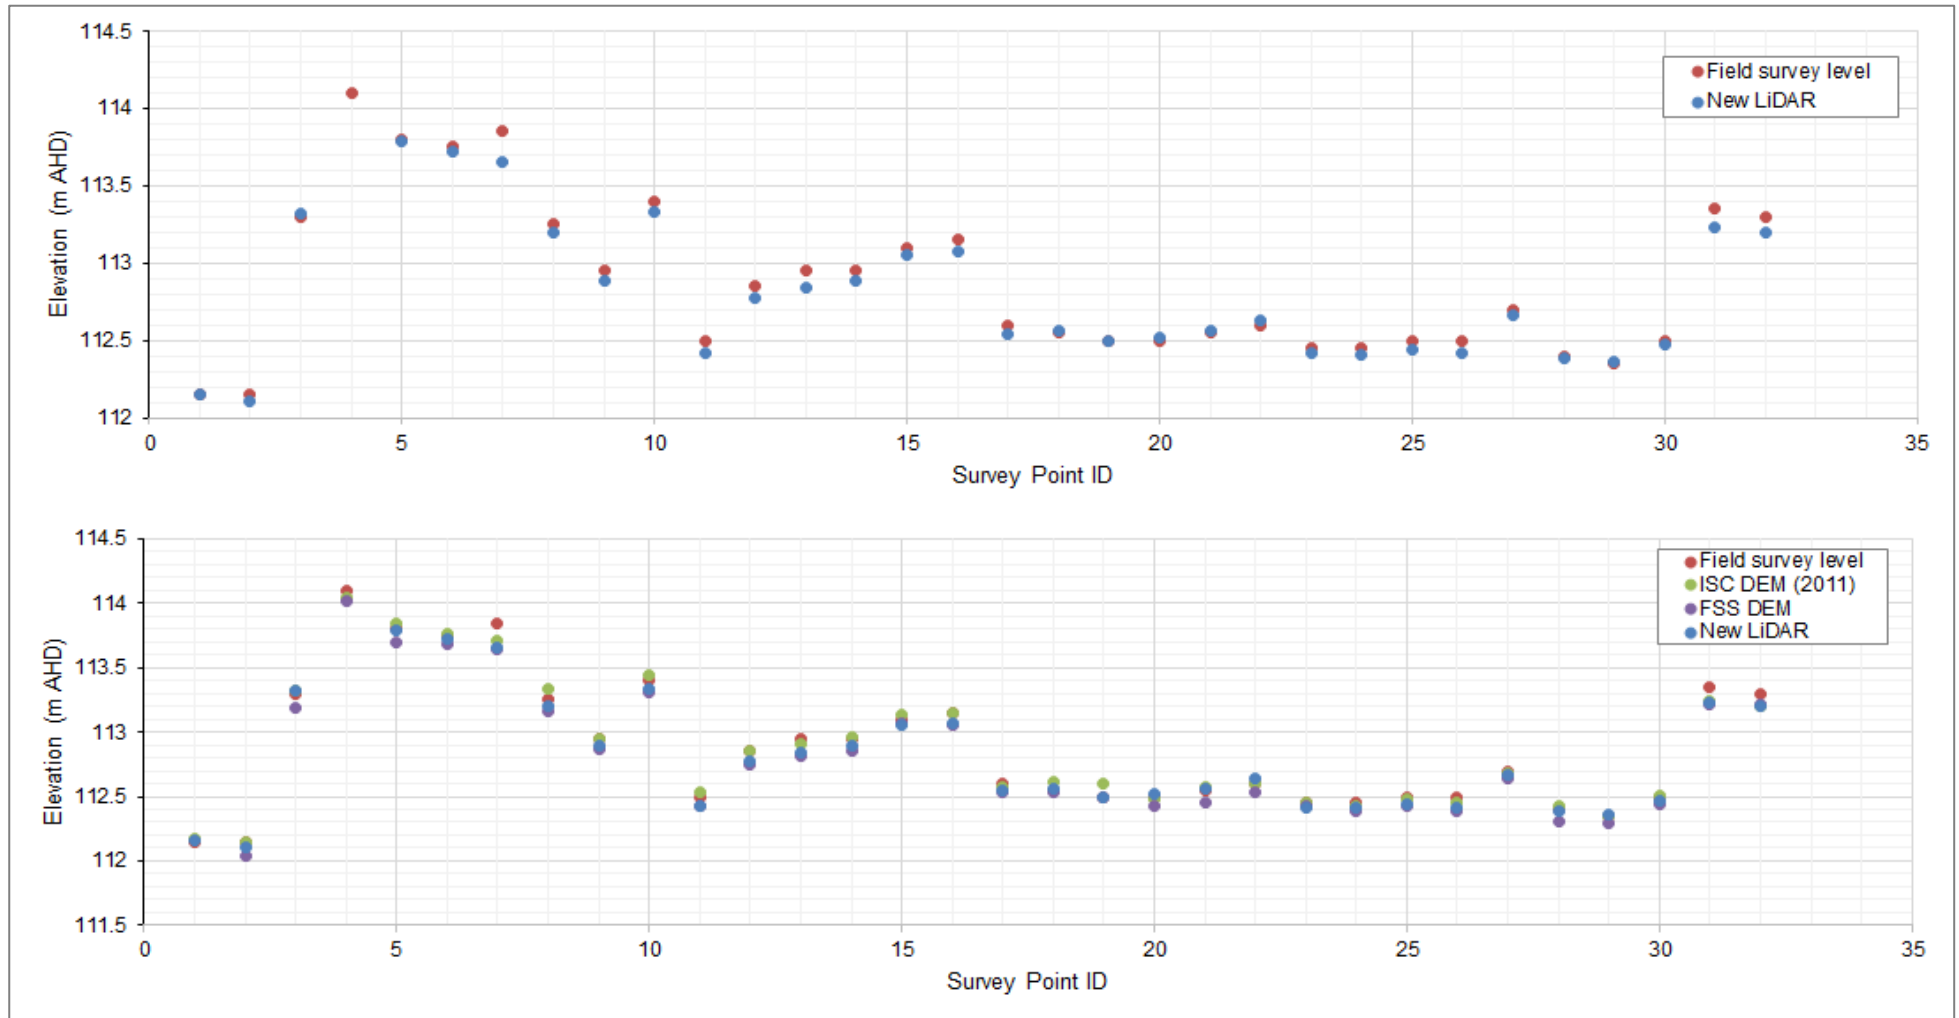 114.5
114
113.5
113
112.5
112
Elevation (m AHD)
0 5 10 15 20 25 30 35
Survey Point ID
Field survey level
New LiDAR
114.5
114
113.5
113
112.5
112
111.5
Elevation (m AHD)
0 5 10 15 20 25 30 35
Survey Point ID
Field survey level
ISC DEM (2011)
FSS DEM
New LiDAR